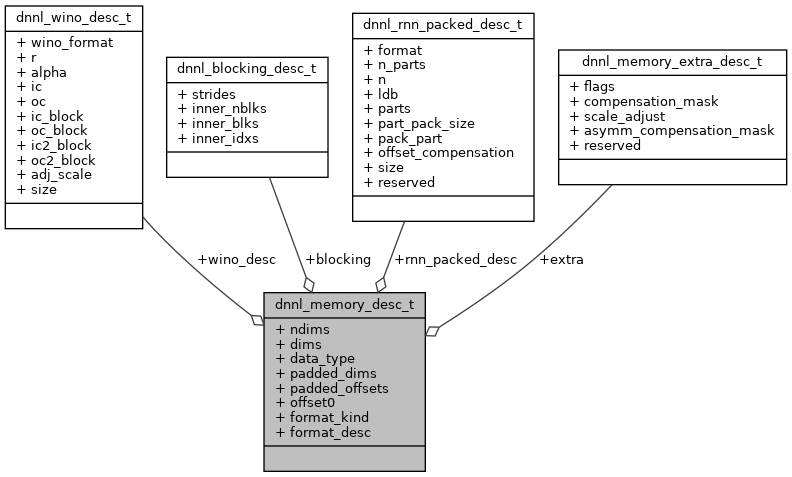 dnnl_wino_desc_t
+ wino_format
+ r
+ alpha
+ ic
+ oc
+ ic_block
+ oc_block
+ ic2_block
+ oc2_block
+ adj_scale
+ size
dnnl_blocking_desc_t
+ strides
+ inner_nblks
+ inner_blks
+ inner_idxs
dnnl_rnn_packed_desc_t
+ format
+ n_parts
+ n
+ ldb
+ parts
+ part_pack_size
+ pack_part
+ offset_compensation
+ size
+ reserved
dnnl_memory_extra_desc_t
+ flags
+ compensation_mask
+ scale_adjust
+ asymm_compensation_mask
+ reserved
+wino_desc
+blocking
+rnn_packed_desc
+extra
dnnl_memory_desc_t
+ ndims
+ dims
+ data_type
+ padded_dims
+ padded_offsets
+ offset0
+ format_kind
+ format_desc